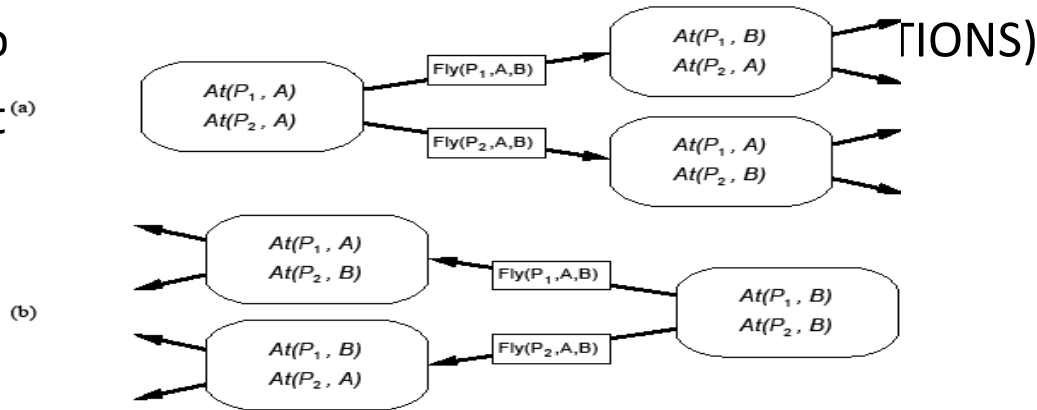 TIONS)
(a)
At(P₁ , A)
At(P₂ , A)
Fly(P₁,A,B)
Fly(P₂,A,B)
At(P₁ , B)
At(P₂ , A)
At(P₁ , A)
At(P₂ , B)
(b)
At(P₁ , A)
At(P₂ , B)
At(P₁ , B)
At(P₂ , A)
Fly(P₁,A,B)
Fly(P₂,A,B)
At(P₁ , B)
At(P₂ , B)